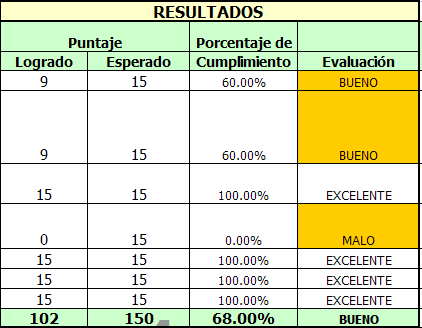 RESULTADOS
Puntaje Porcentaje de
Logrado Esperado Cumplimiento Evaluación
9 15 60.00% BUENO
9 15 60.00% BUENO
15 15 100.00% EXCELENTE
0 15 0.00% MALO
15 15 100.00% EXCELENTE
15 15 100.00% EXCELENTE
15 15 100.00% EXCELENTE
102 150 68.00% BUENO